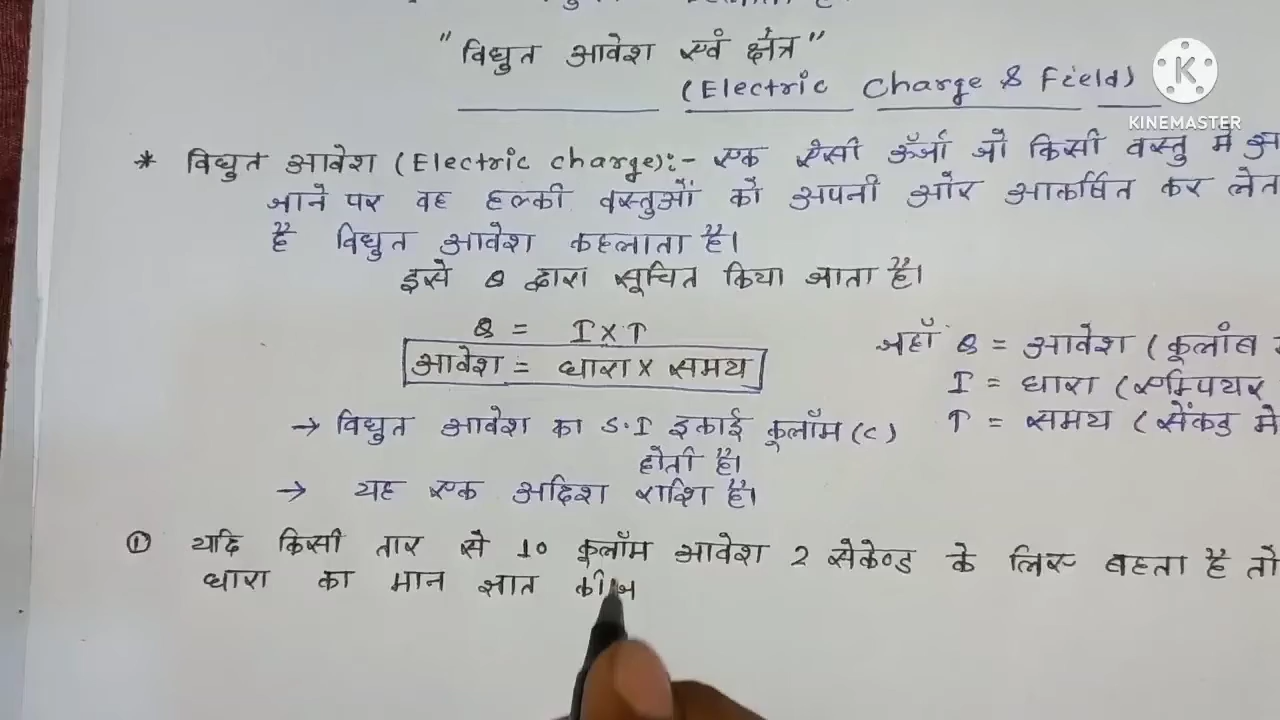 "विद्युत आवेश एवं क्षेत्र"
(Electric Charge & Field)
KINEMASTER
* विद्युत आवेश (Electric charge):- एक ऐसी ऊर्जा जो किसी वस्तु मे
जाने पर वह हल्की वस्तुओं को अपनी ओर आकर्षित कर लेत
है विद्युत आवेश कहलाता है।
इसे Q द्वारा सूचित किया जाता है।
Q = I×T
आवेश = धारा × समय
जहाँ Q = आवेश (कूलांब
I = धारा (एम्पियर
T = समय (सेंकड मे
→ विद्युत आवेश का S.I इकाई कूलॉम (C)
होती है।
→ यह एक अदिश राशि है।
① यदि किसी तार से 10 कूलॉम आवेश 2 सेकेण्ड के लिए बहता है तो
धारा का मान ज्ञात